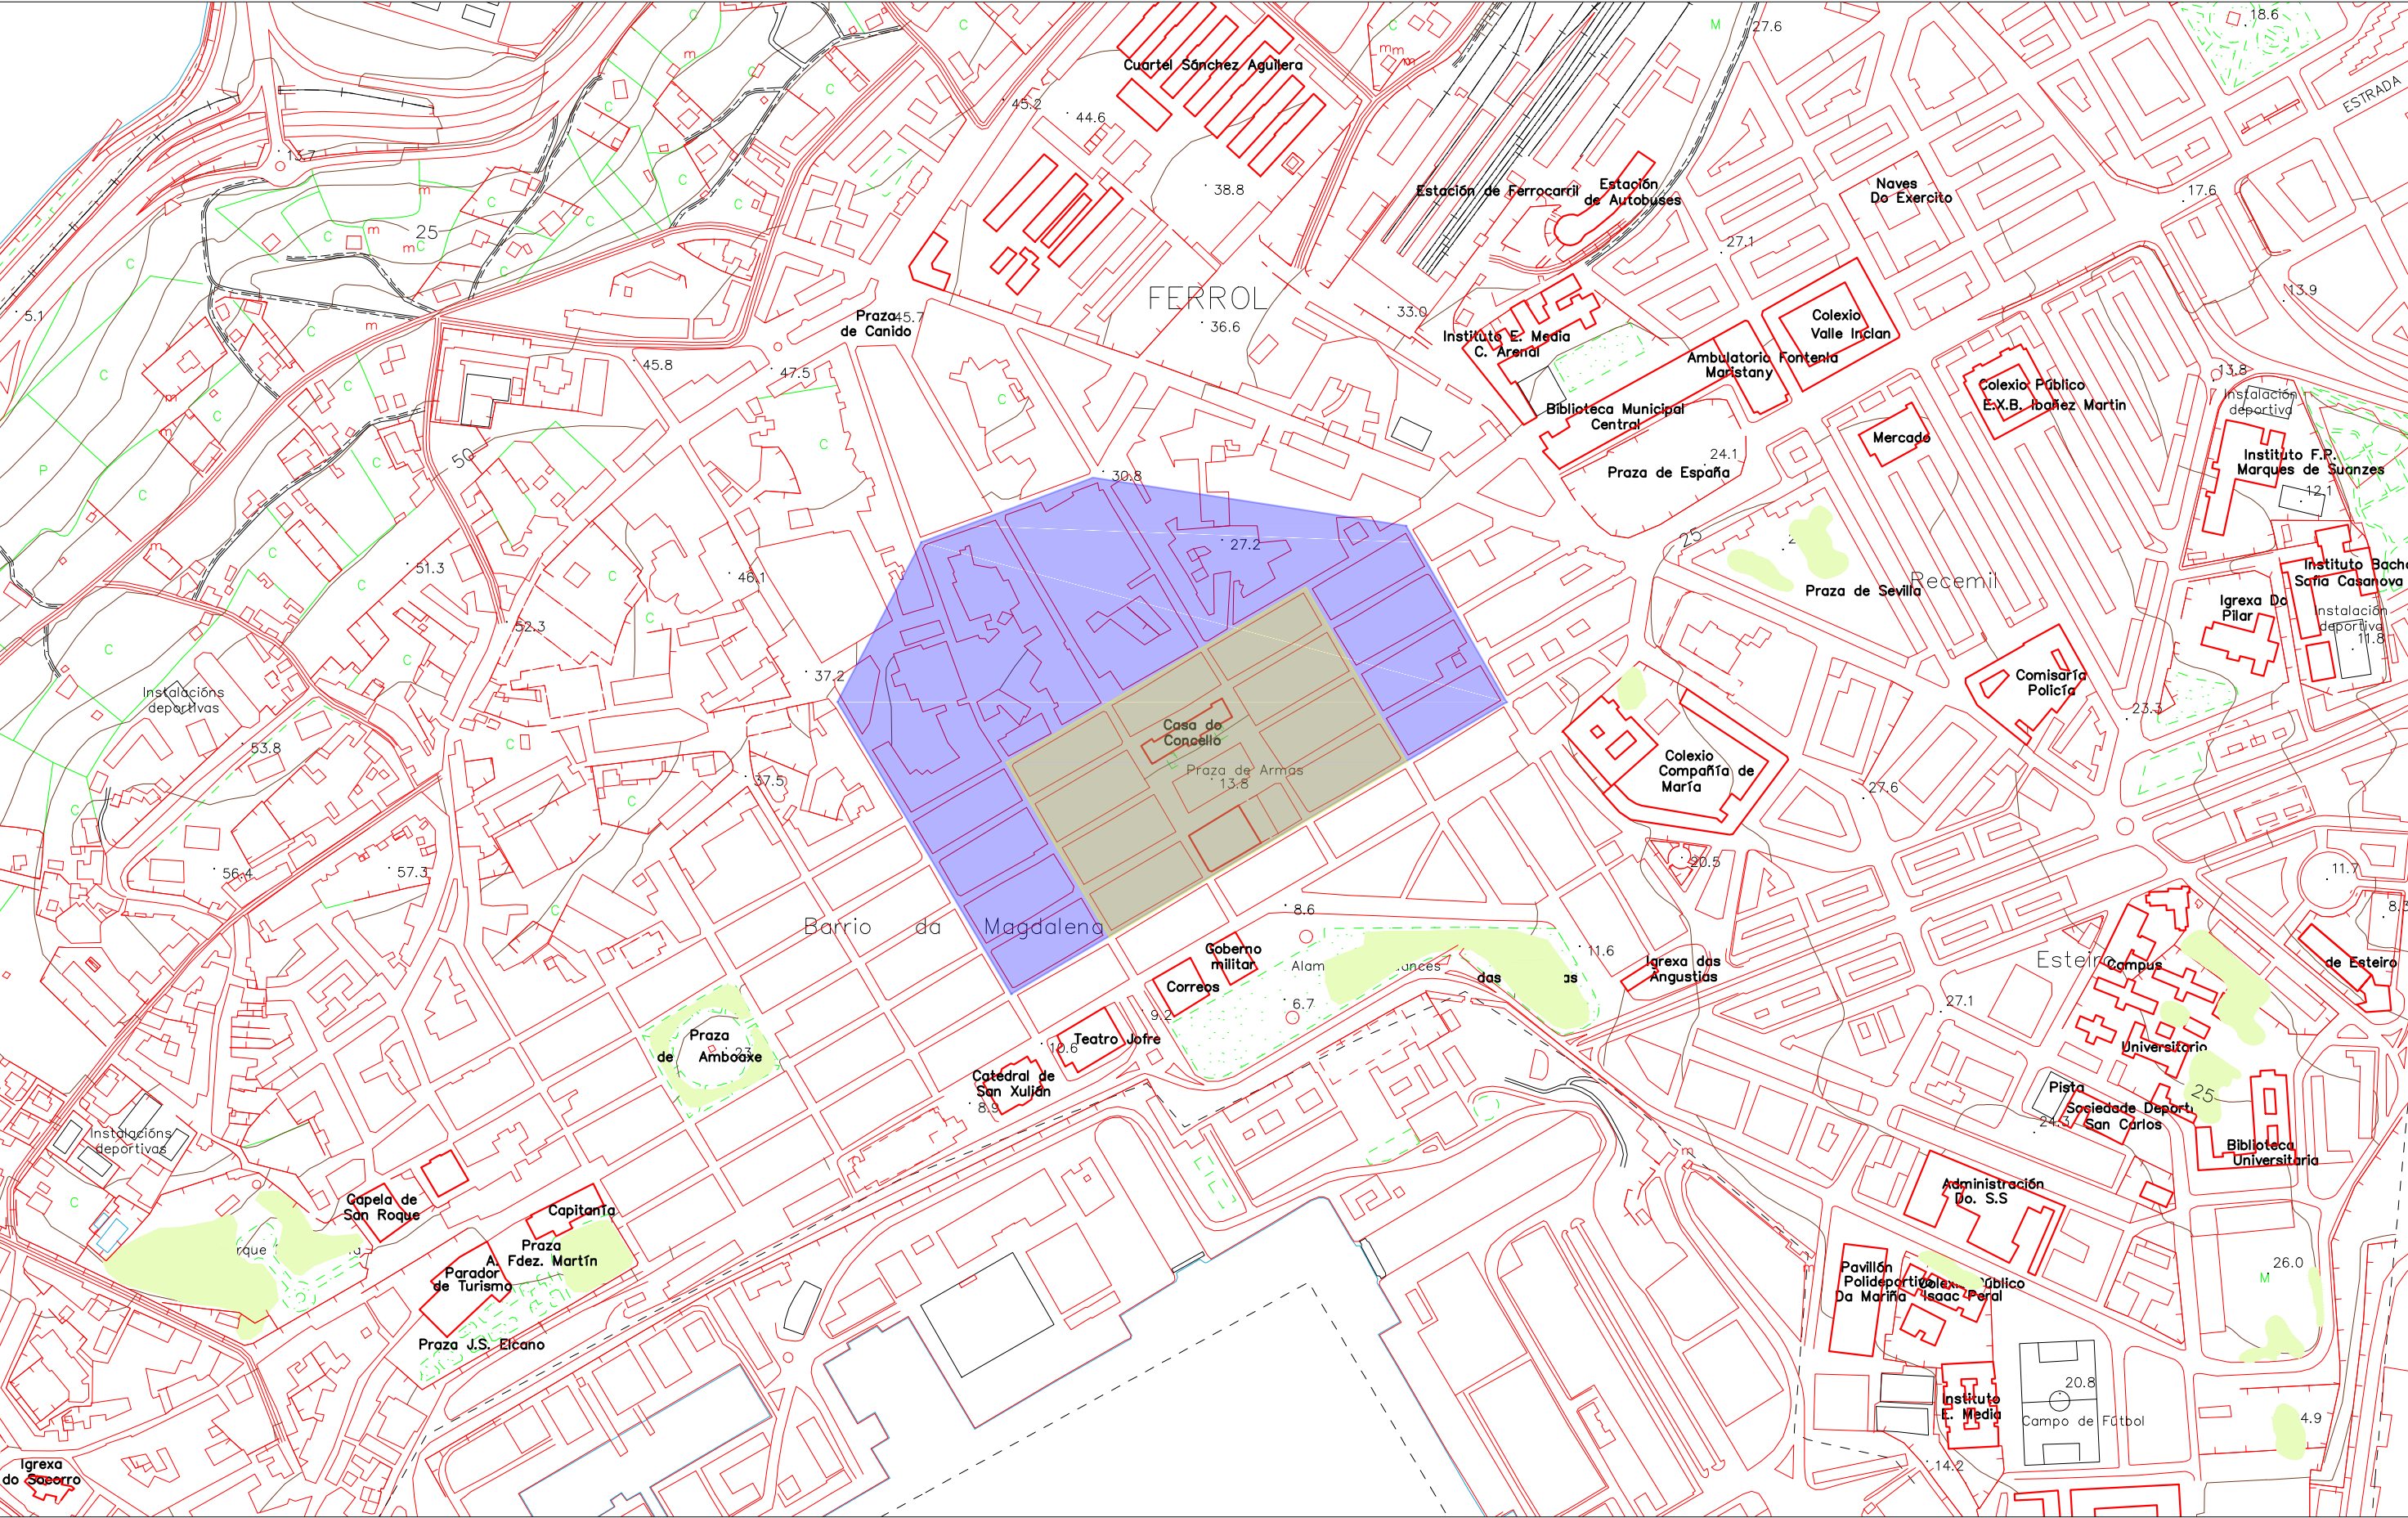 C
M
27.6
18.6
m
m
m
C
C
C
C
C
Cuartel Sánchez Aguilera
ESTRADA
45.2
44.6
13.7
C
C
38.8
Estación de Ferrocarril
Estación
de Autobuses
Naves
Do Exercito
17.6
m
C
C
C
C
25
m
m
C
27.1
C
C
FERROL
13.9
5.1
C
m
Praza
de Canido
45.7
36.6
33.0
Instituto E. Media
C. Arenal
Colexio
Valle Inclan
Ambulatorio Fontenla
Maristany
45.8
47.5
13.8
C
C
m
C
Colexio Público
E.X.B. Ibañez Martin
Instalación
deportiva
Biblioteca Municipal
Central
C
m
C
Mercado
50
P
C
C
24.1
Praza de España
30.8
Instituto F.P.
Marques de Suanzes
12.1
25
27.2
C
C
51.3
C
C
46.1
Praza de Sevilla
Recemil
Sofia Casanova
Igrexa Do
Pilar
Instalación
deportiva
11.8
C
52.3
C
C
37.2
Instalacións
deportivas
Comisaría
Policía
23.3
Casa do
Concello
53.8
C
Praza de Armas
13.8
Colexio
Compañía de
María
37.5
27.6
C
C
20.5
56.4
57.3
11.7
C
8.6
Barrio da Magdalena
Goberno
militar
11.6
Igrexa das
Angustias
Esteiro
Campus
de Esteiro
das
Correos
6.7
9.2
27.1
Praza
de Amboaxe
Teatro Jofre
10.6
Universitario
Catedral de
San Xulián
8.9
Pista
25
San Carlos
24.3
Instalacións
deportivas
Biblioteca
Universitaria
m
C
Capela de
San Roque
Capitanía
Administración
Do. S.S
Praza
A. Fdez. Martín
Parador
de Turismo
Pavillón
Polideportivo
Da Mariña
Isaac Peral
26.0
M
Praza J.S. Elcano
20.8
Instituto
E. Media
Campo de Fútbol
4.9
Igrexa
do Socorro
14.2